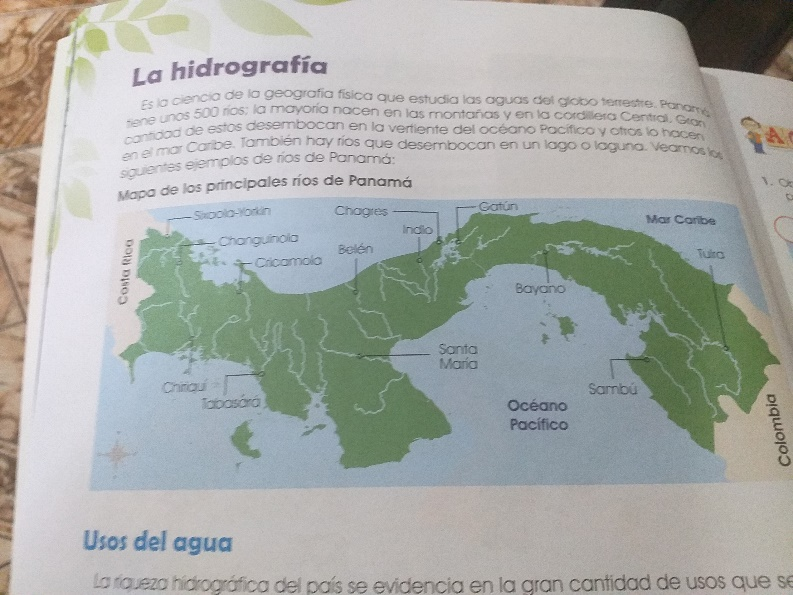 La hidrografía
Es la ciencia de la geografía física que estudia las aguas del globo terrestre. Panamá
tiene unos 500 ríos; la mayoría nacen en las montañas y en la cordillera Central. Gran
cantidad de estos desembocan en la vertiente del océano Pacífico y otros lo hacen
en el mar Caribe. También hay ríos que desembocan en un lago o laguna. Veamos los
siguientes ejemplos de ríos de Panamá:
Mapa de los principales ríos de Panamá
Sixaola-Yorkin
Chagres
Gatún
Mar Caribe
Changuinola
Indio
Costa Rica
Cricamola
Belén
Tuira
Bayano
Santa
María
Chiriquí
Tabasará
Sambú
Océano
Pacífico
Colombia
Usos del agua
La riqueza hidrográfica del país se evidencia en la gran cantidad de usos que se
1.